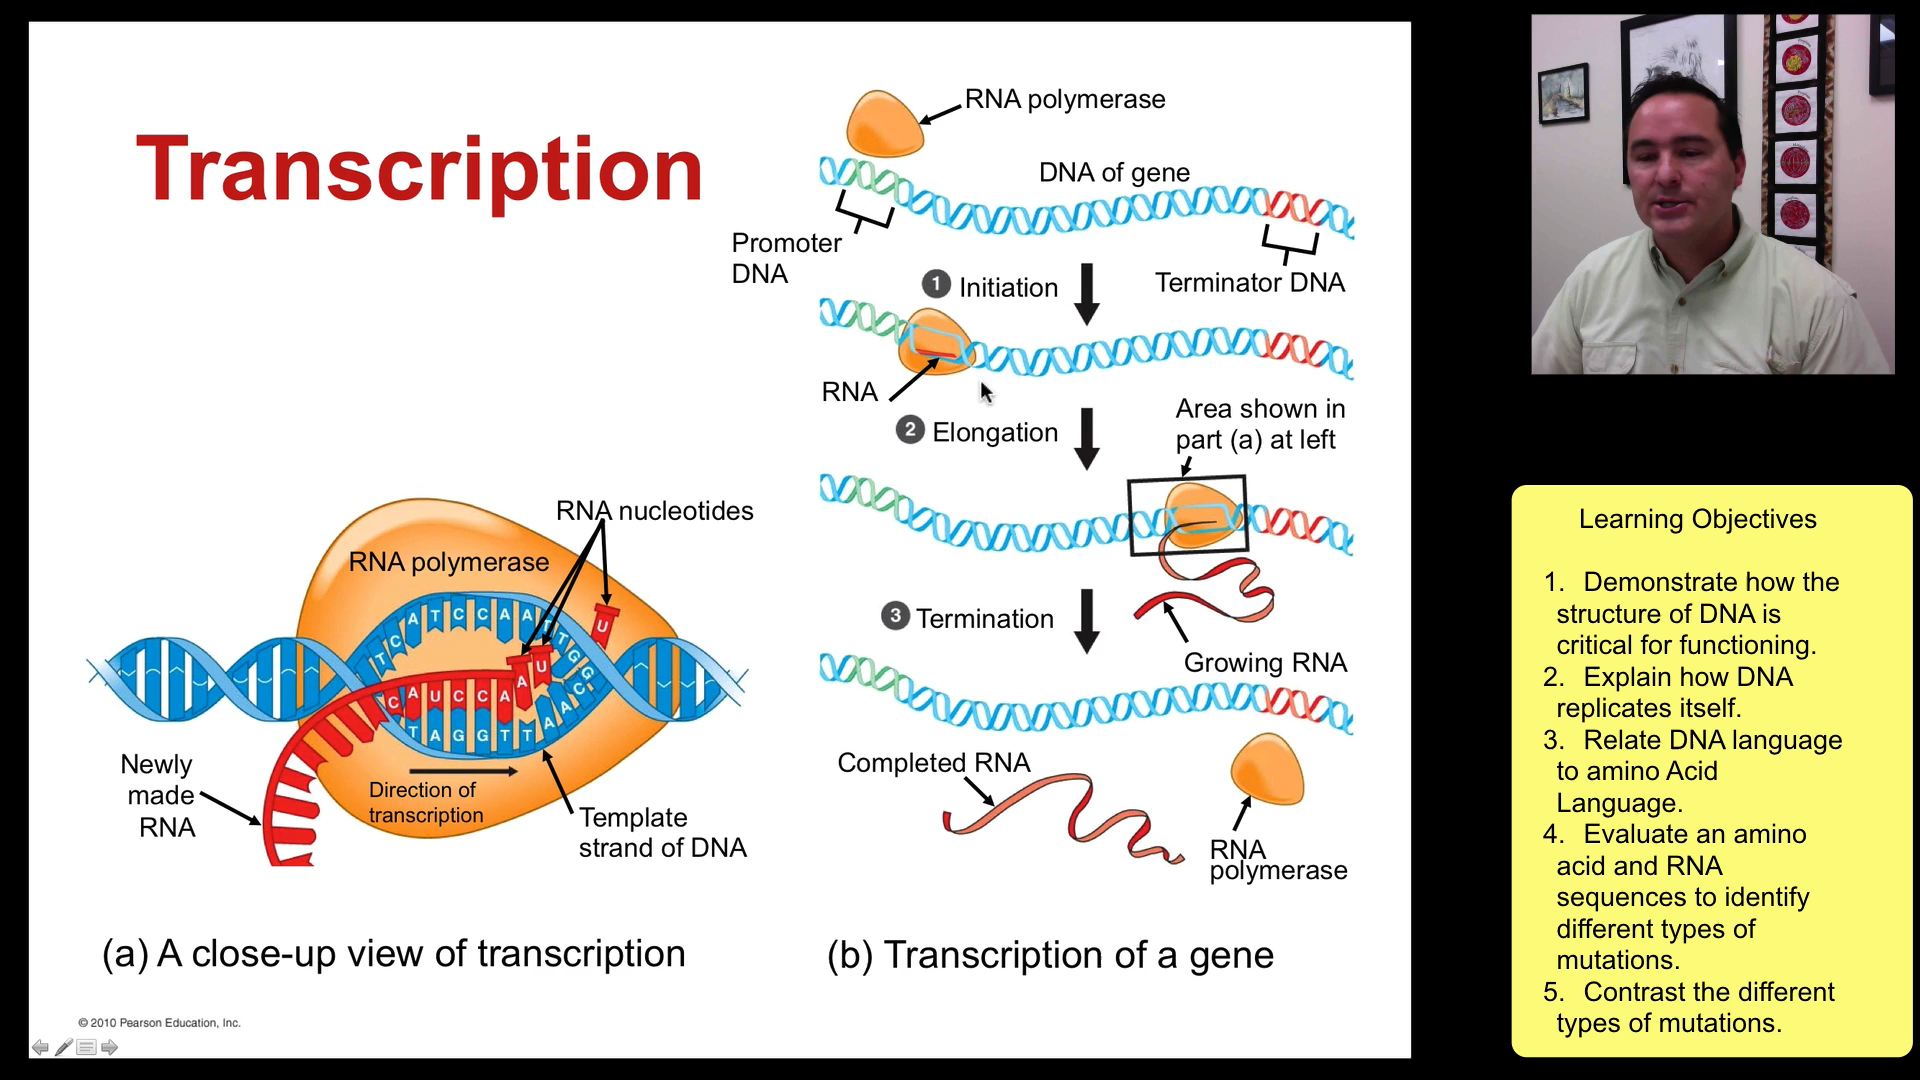 Transcription
RNA polymerase
DNA of gene
Promoter
DNA
Terminator DNA
1 Initiation
RNA
2 Elongation
Area shown in
part (a) at left
3 Termination
Growing RNA
Completed RNA
RNA
polymerase
RNA nucleotides
RNA polymerase
T C A T C C A A T T G G
U
C A U C C A A U
T A G G T T A A C C
Newly
made
RNA
Direction of
transcription
Template
strand of DNA
(a) A close-up view of transcription
(b) Transcription of a gene
© 2010 Pearson Education, Inc.
Learning Objectives
1. Demonstrate how the
structure of DNA is
critical for functioning.
2. Explain how DNA
replicates itself.
3. Relate DNA language
to amino Acid
Language.
4. Evaluate an amino
acid and RNA
sequences to identify
different types of
mutations.
5. Contrast the different
types of mutations.